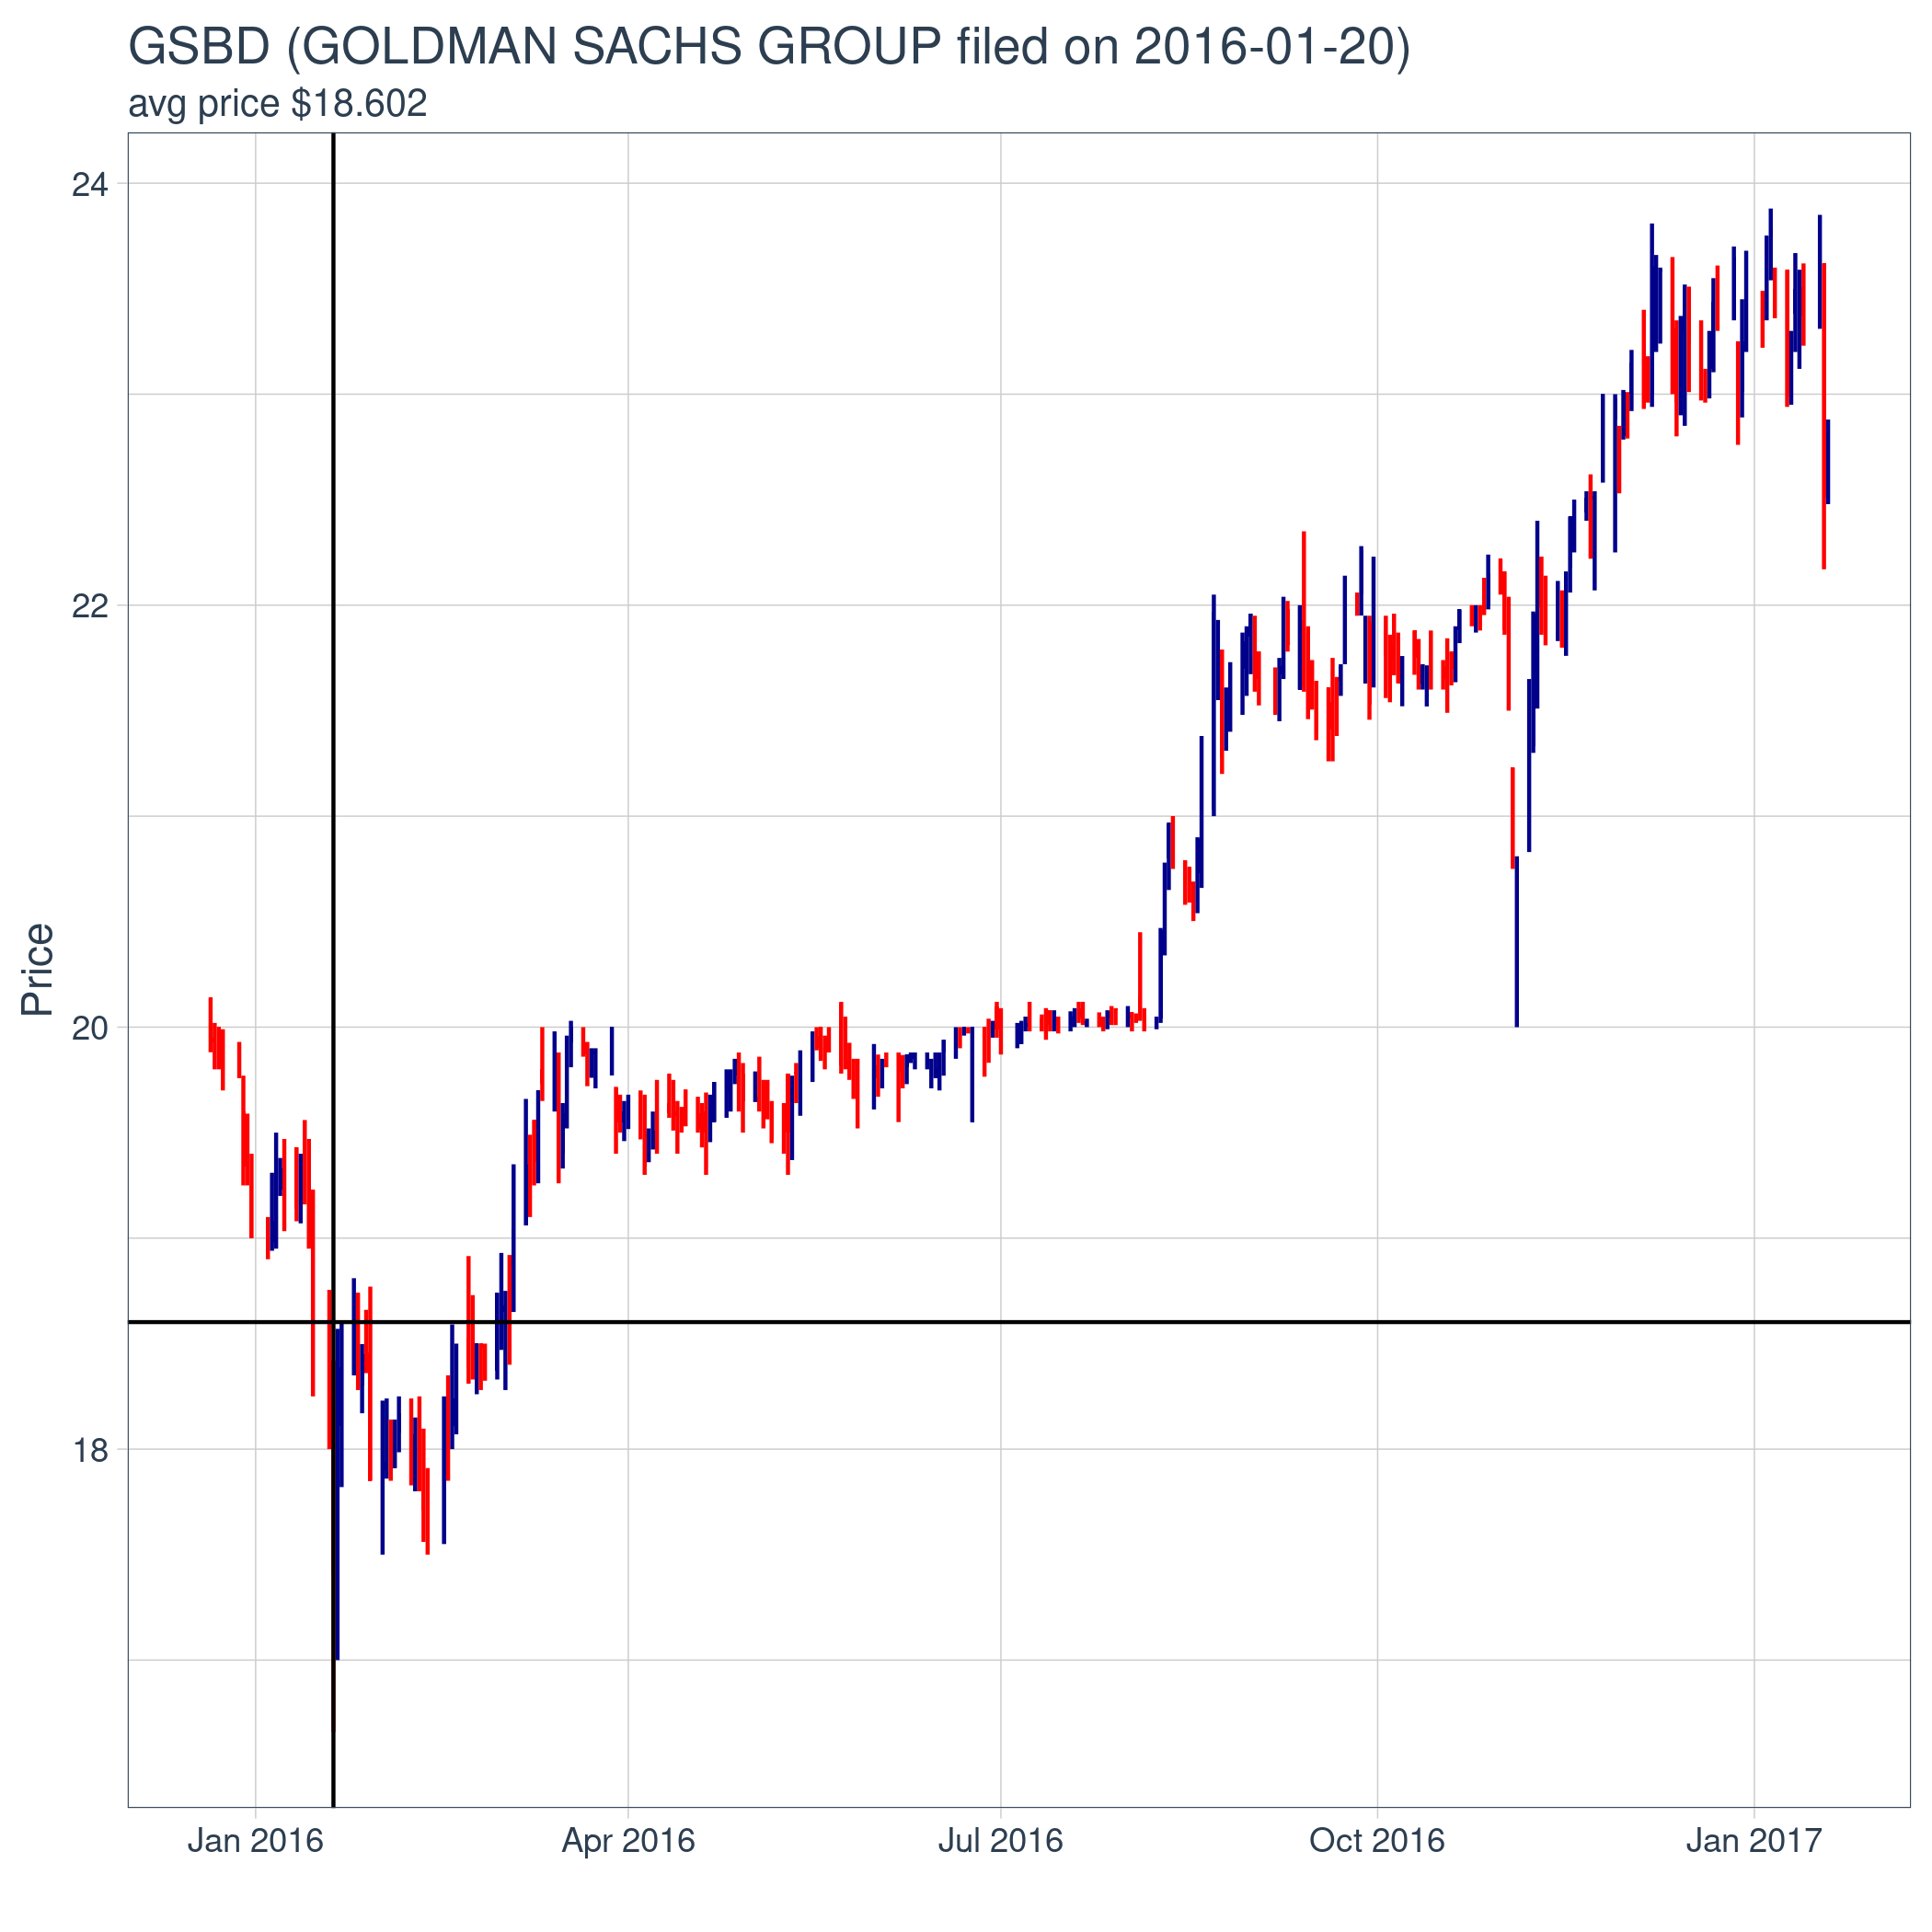 GSBD (GOLDMAN SACHS GROUP filed on 2016-01-20)
avg price $18.602
24
22
20
18
Price
Jan 2016
Apr 2016
Jul 2016
Oct 2016
Jan 2017